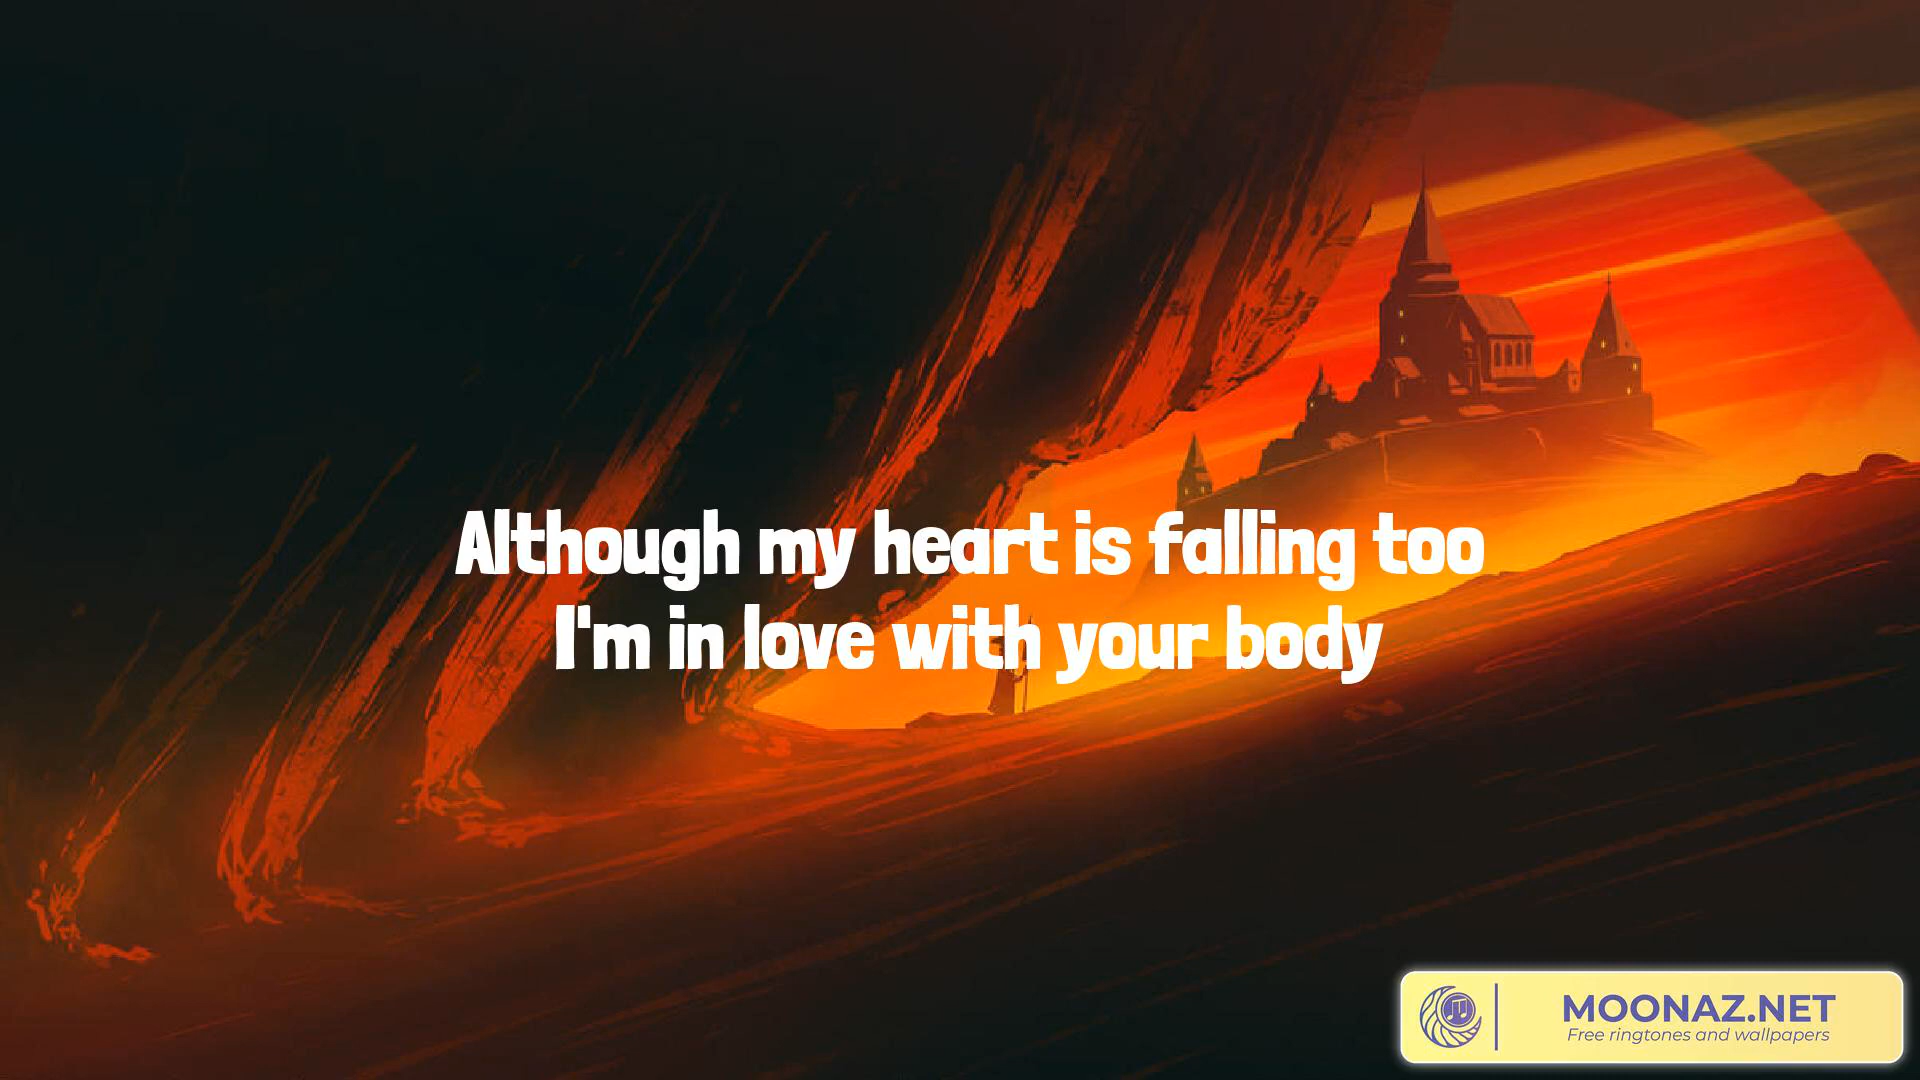 Although my heart is falling too
I'm in love with your body
MOONAZ.NET
Free ringtones and wallpapers